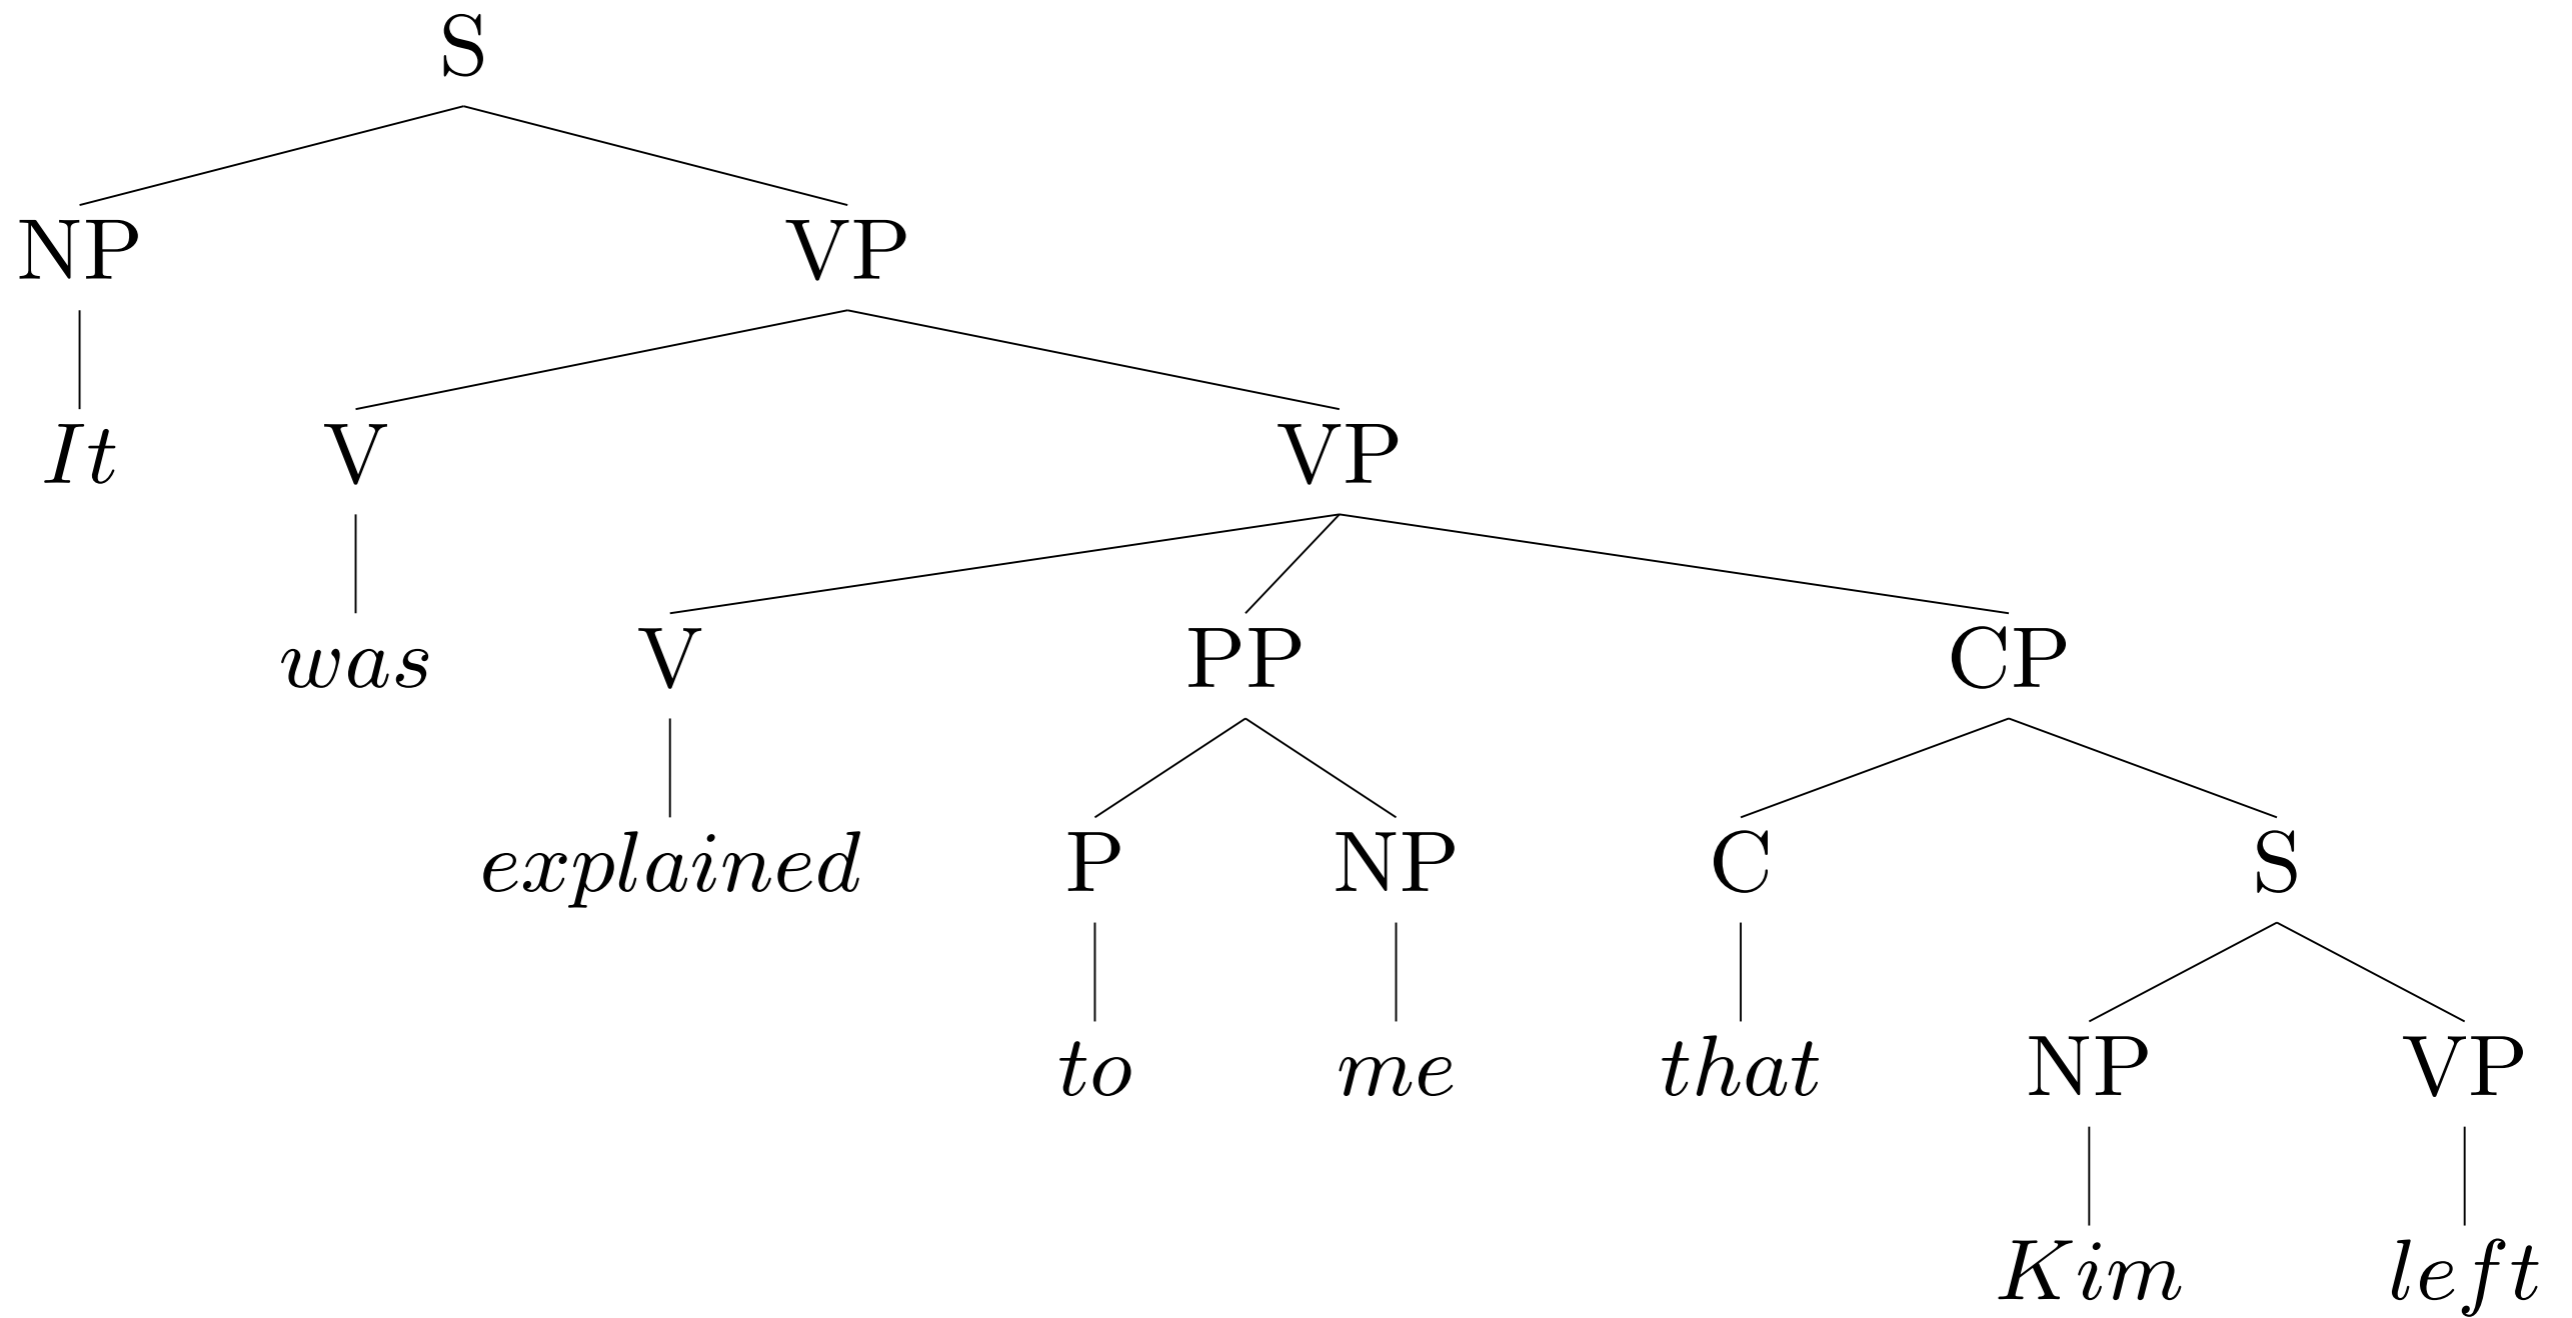 S
NP VP
It V VP
was V PP CP
explained P NP C S
to me that NP VP
Kim left